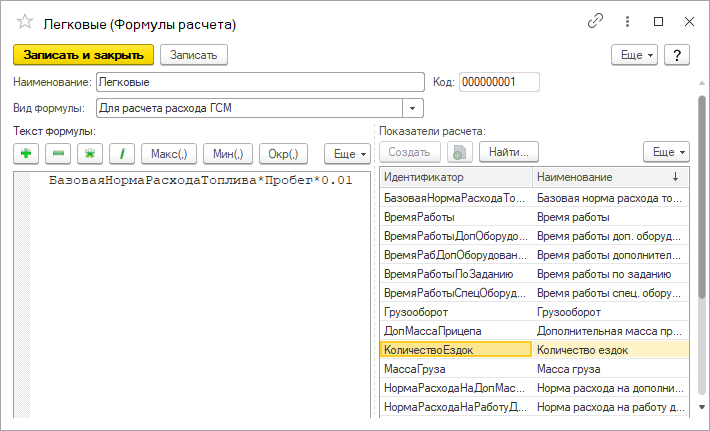 Легковые (Формулы расчета)
Записать и закрыть Записать Еще ?
Наименование: Легковые Код: 000000001
Вид формулы: Для расчета расхода ГСМ
Текст формулы: Показатели расчета:
Макс(,) Мин(,) Окр(,) Еще Создать Найти... Еще
БазоваяНормаРасходаТоплива*Пробег*0.01
Идентификатор Наименование
БазоваяНормаРасходаТо... Базовая норма расхода то...
ВремяРаботы Время работы
ВремяРаботыДопОборудо... Время работы доп. оборуд...
ВремяРабДопОборудован... Время работы дополнител...
ВремяРаботыПоЗаданию Время работы по заданию
ВремяРаботыСпецОборуд... Время работы спец. обору...
Грузооборот Грузооборот
ДопМассаПрицепа Дополнительная масса пр...
КоличествоЕздок Количество ездок
МассаГруза Масса груза
НормаРасходаНаДопМас... Норма расхода на дополни...
НормаРасходаНаРаботуД... Норма расхода на работу д...